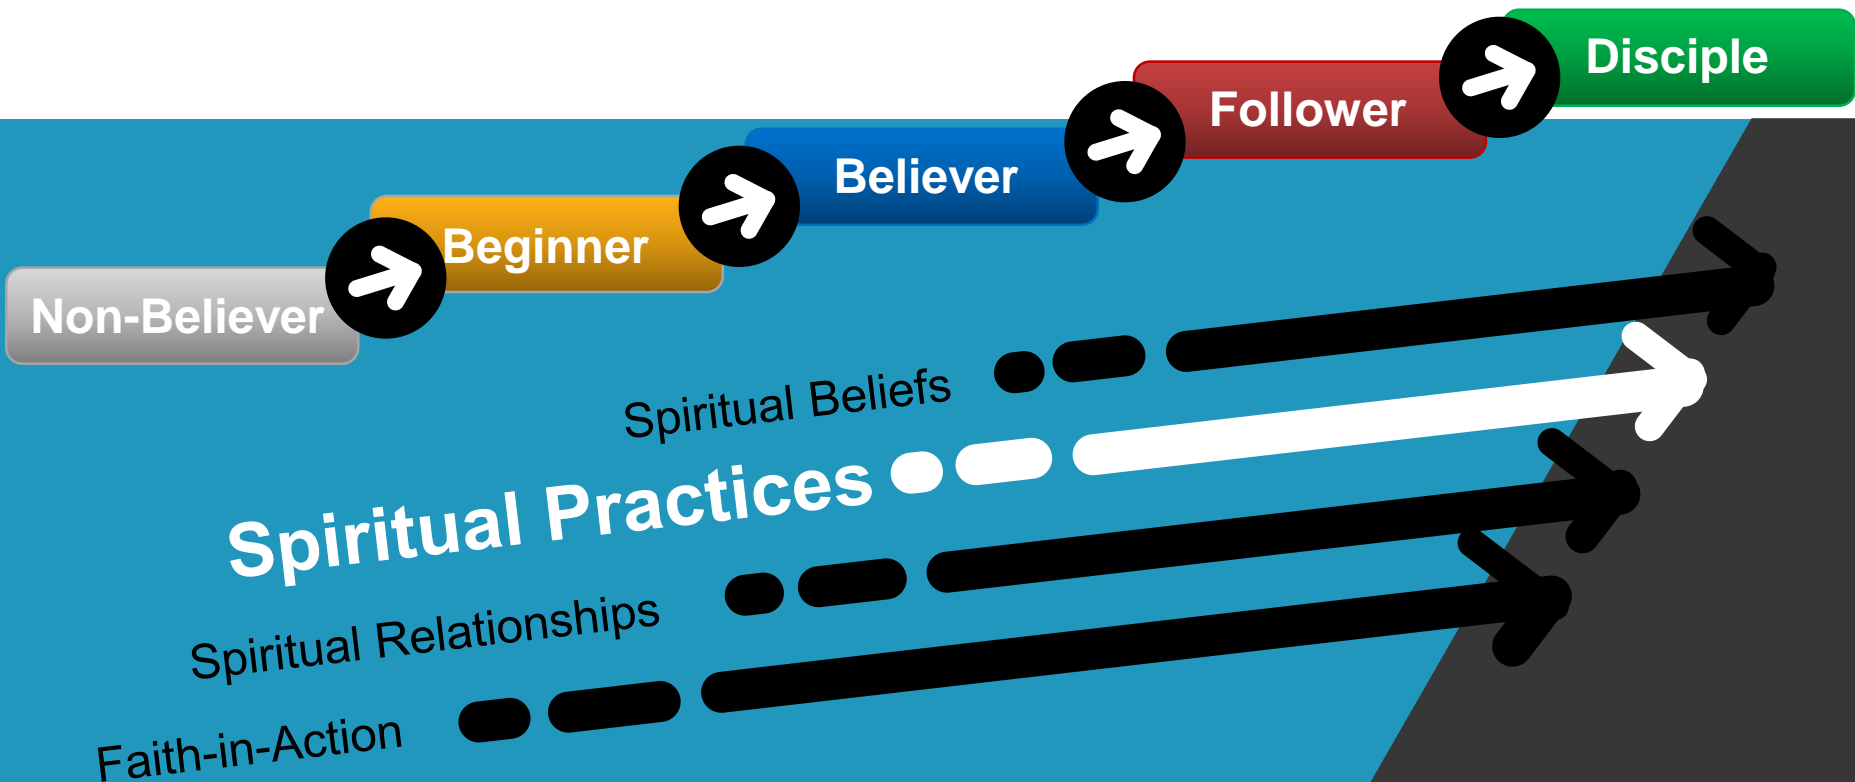 Disciple
Follower
Believer
Beginner
Non-Believer
Spiritual Beliefs
Spiritual Practices
Spiritual Relationships
Faith-in-Action